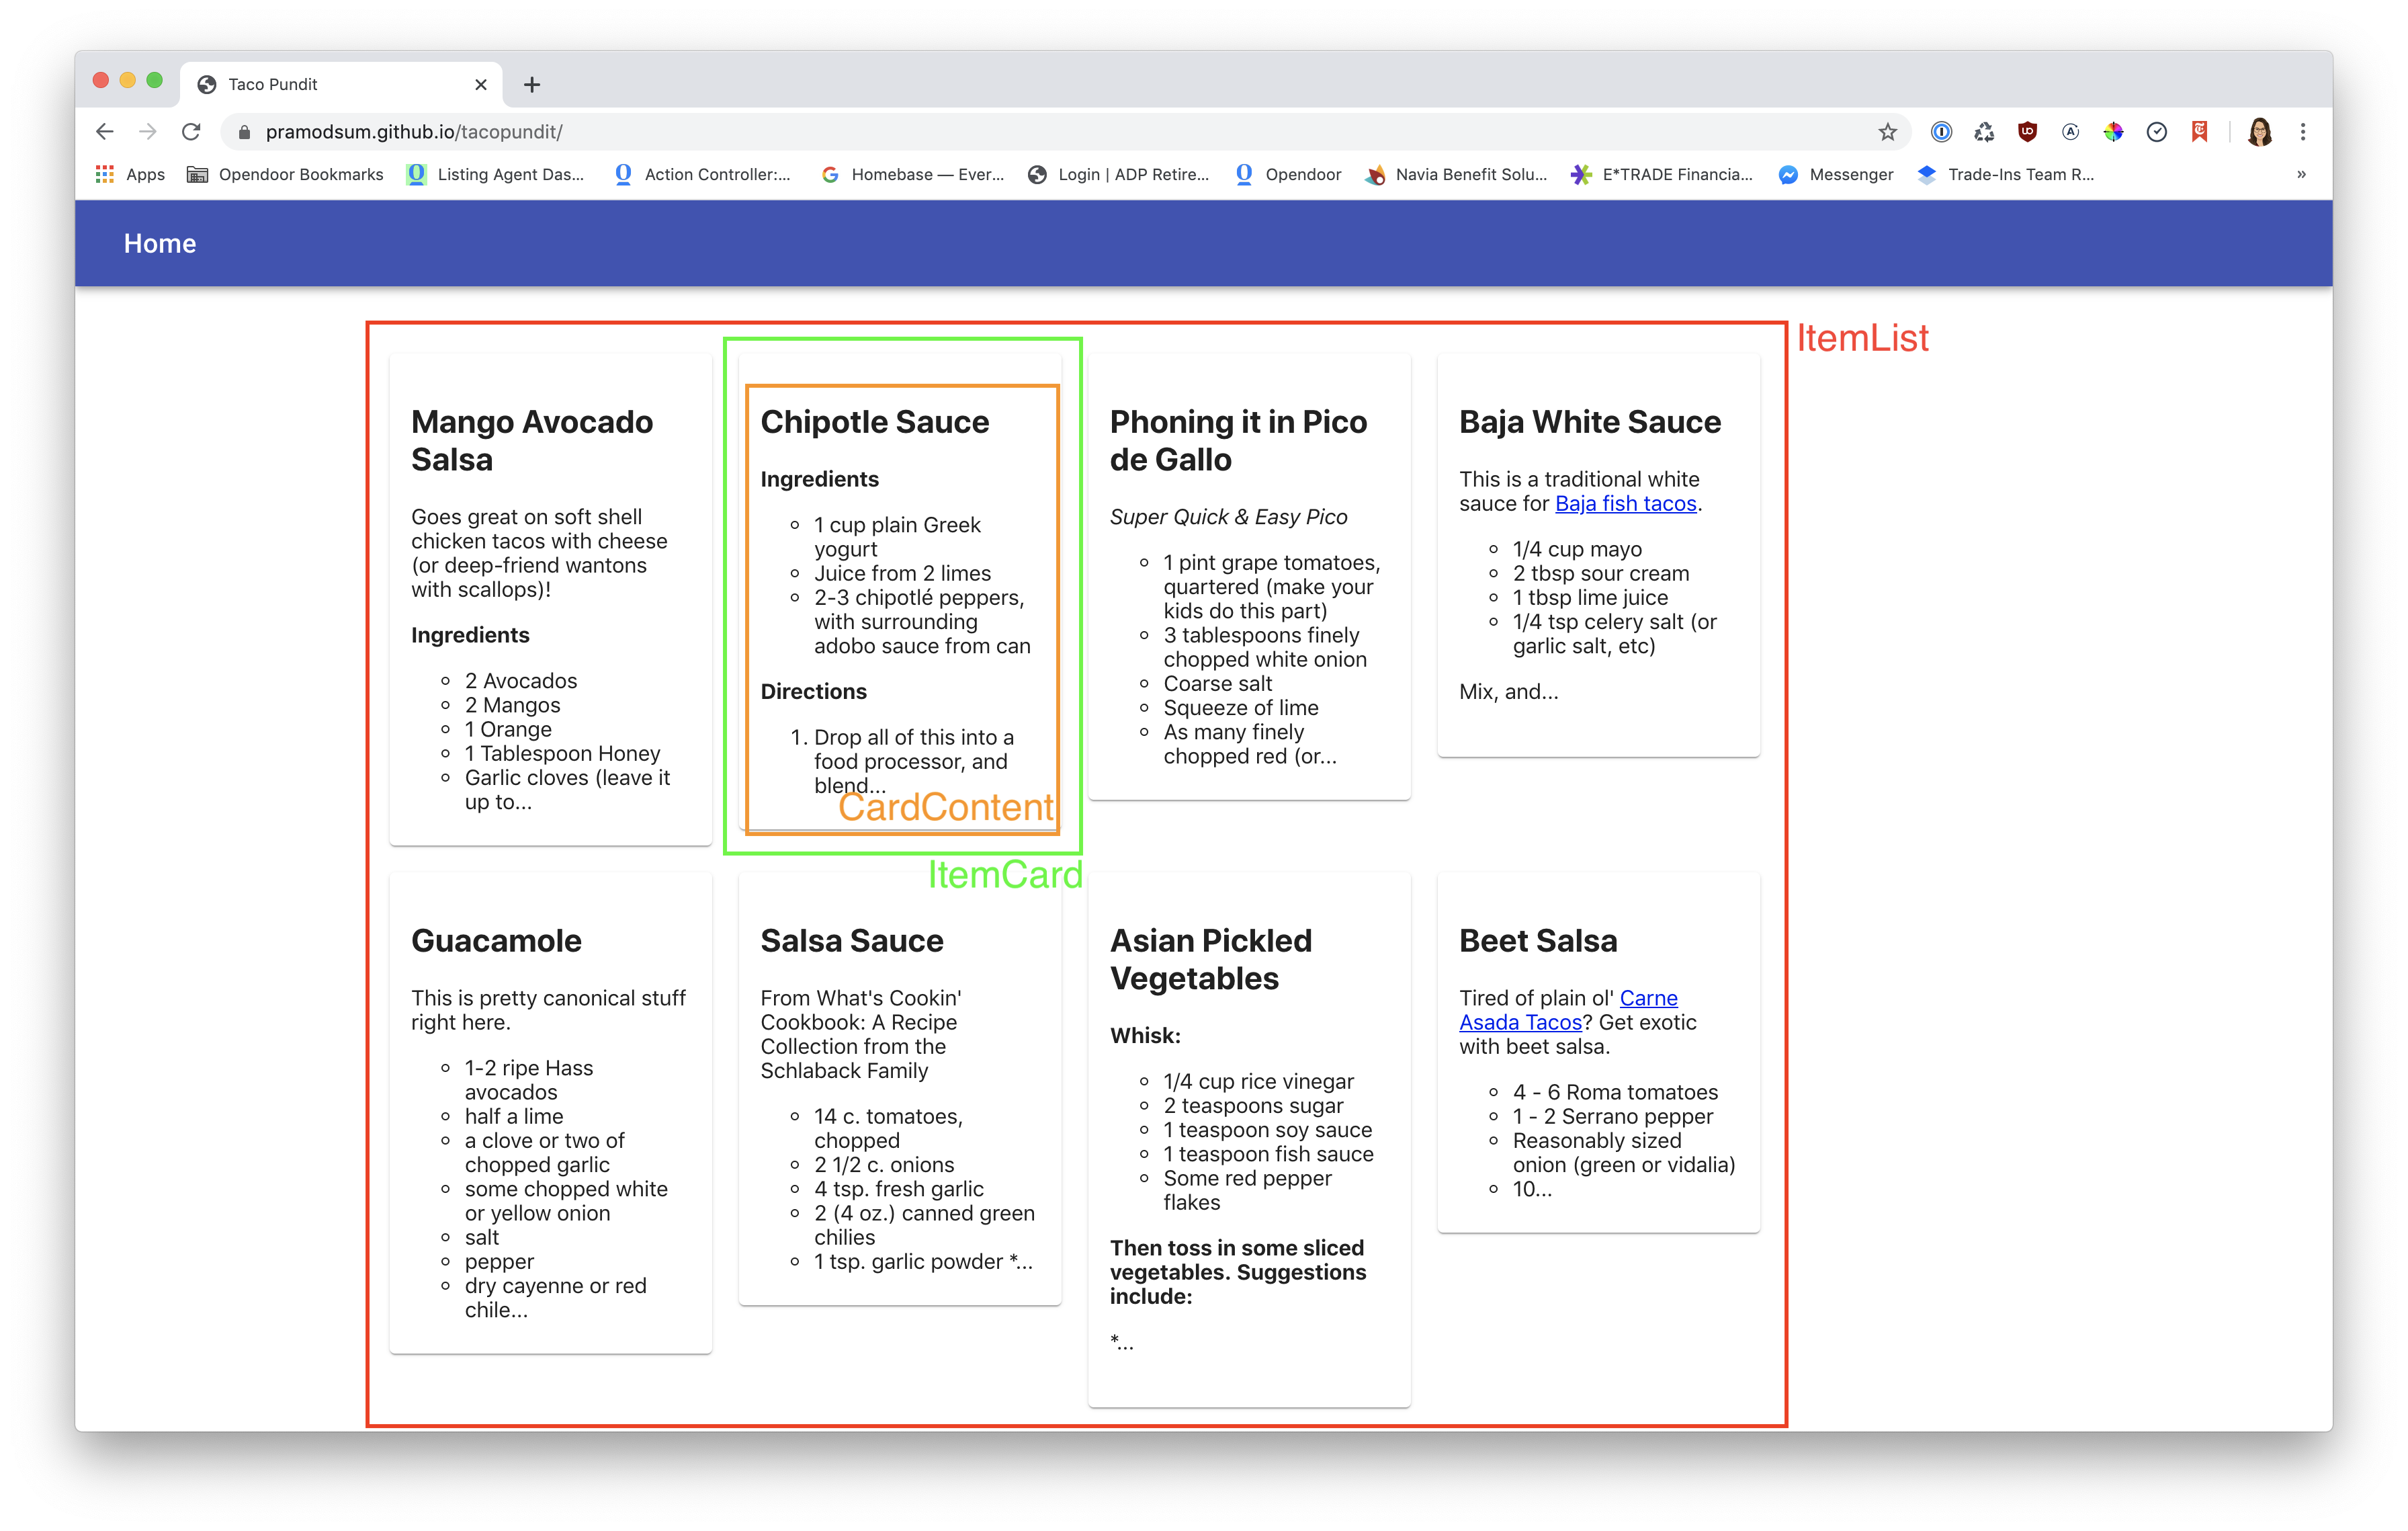 Taco Pundit
pramodsum.github.io/tacopundit/
Apps
Opendoor Bookmarks
Listing Agent Das...
Action Controller:...
Homebase — Ever...
Login | ADP Retire...
Opendoor
Navia Benefit Solu...
E*TRADE Financia...
Messenger
Trade-Ins Team R...
»
Home
ItemList
Mango Avocado
Salsa
Goes great on soft shell
chicken tacos with cheese
(or deep-friend wantons
with scallops)!
Ingredients
2 Avocados
2 Mangos
1 Orange
1 Tablespoon Honey
Garlic cloves (leave it
up to...
Chipotle Sauce
Ingredients
1 cup plain Greek
yogurt
Juice from 2 limes
2-3 chipotlé peppers,
with surrounding
adobo sauce from can
Directions
1. Drop all of this into a
food processor, and
blend...
CardContent
ItemCard
Phoning it in Pico
de Gallo
Super Quick & Easy Pico
1 pint grape tomatoes,
quartered (make your
kids do this part)
3 tablespoons finely
chopped white onion
Coarse salt
Squeeze of lime
As many finely
chopped red (or...
Baja White Sauce
This is a traditional white
sauce for Baja fish tacos.
1/4 cup mayo
2 tbsp sour cream
1 tbsp lime juice
1/4 tsp celery salt (or
garlic salt, etc)
Mix, and...
Guacamole
This is pretty canonical stuff
right here.
1-2 ripe Hass
avocados
half a lime
a clove or two of
chopped garlic
some chopped white
or yellow onion
salt
pepper
dry cayenne or red
chile...
Salsa Sauce
From What's Cookin'
Cookbook: A Recipe
Collection from the
Schlaback Family
14 c. tomatoes,
chopped
2 1/2 c. onions
4 tsp. fresh garlic
2 (4 oz.) canned green
chilies
1 tsp. garlic powder *...
Asian Pickled
Vegetables
Whisk:
1/4 cup rice vinegar
2 teaspoons sugar
1 teaspoon soy sauce
1 teaspoon fish sauce
Some red pepper
flakes
Then toss in some sliced
vegetables. Suggestions
include:
*...
Beet Salsa
Tired of plain ol' Carne
Asada Tacos? Get exotic
with beet salsa.
4 - 6 Roma tomatoes
1 - 2 Serrano pepper
Reasonably sized
onion (green or vidalia)
10...